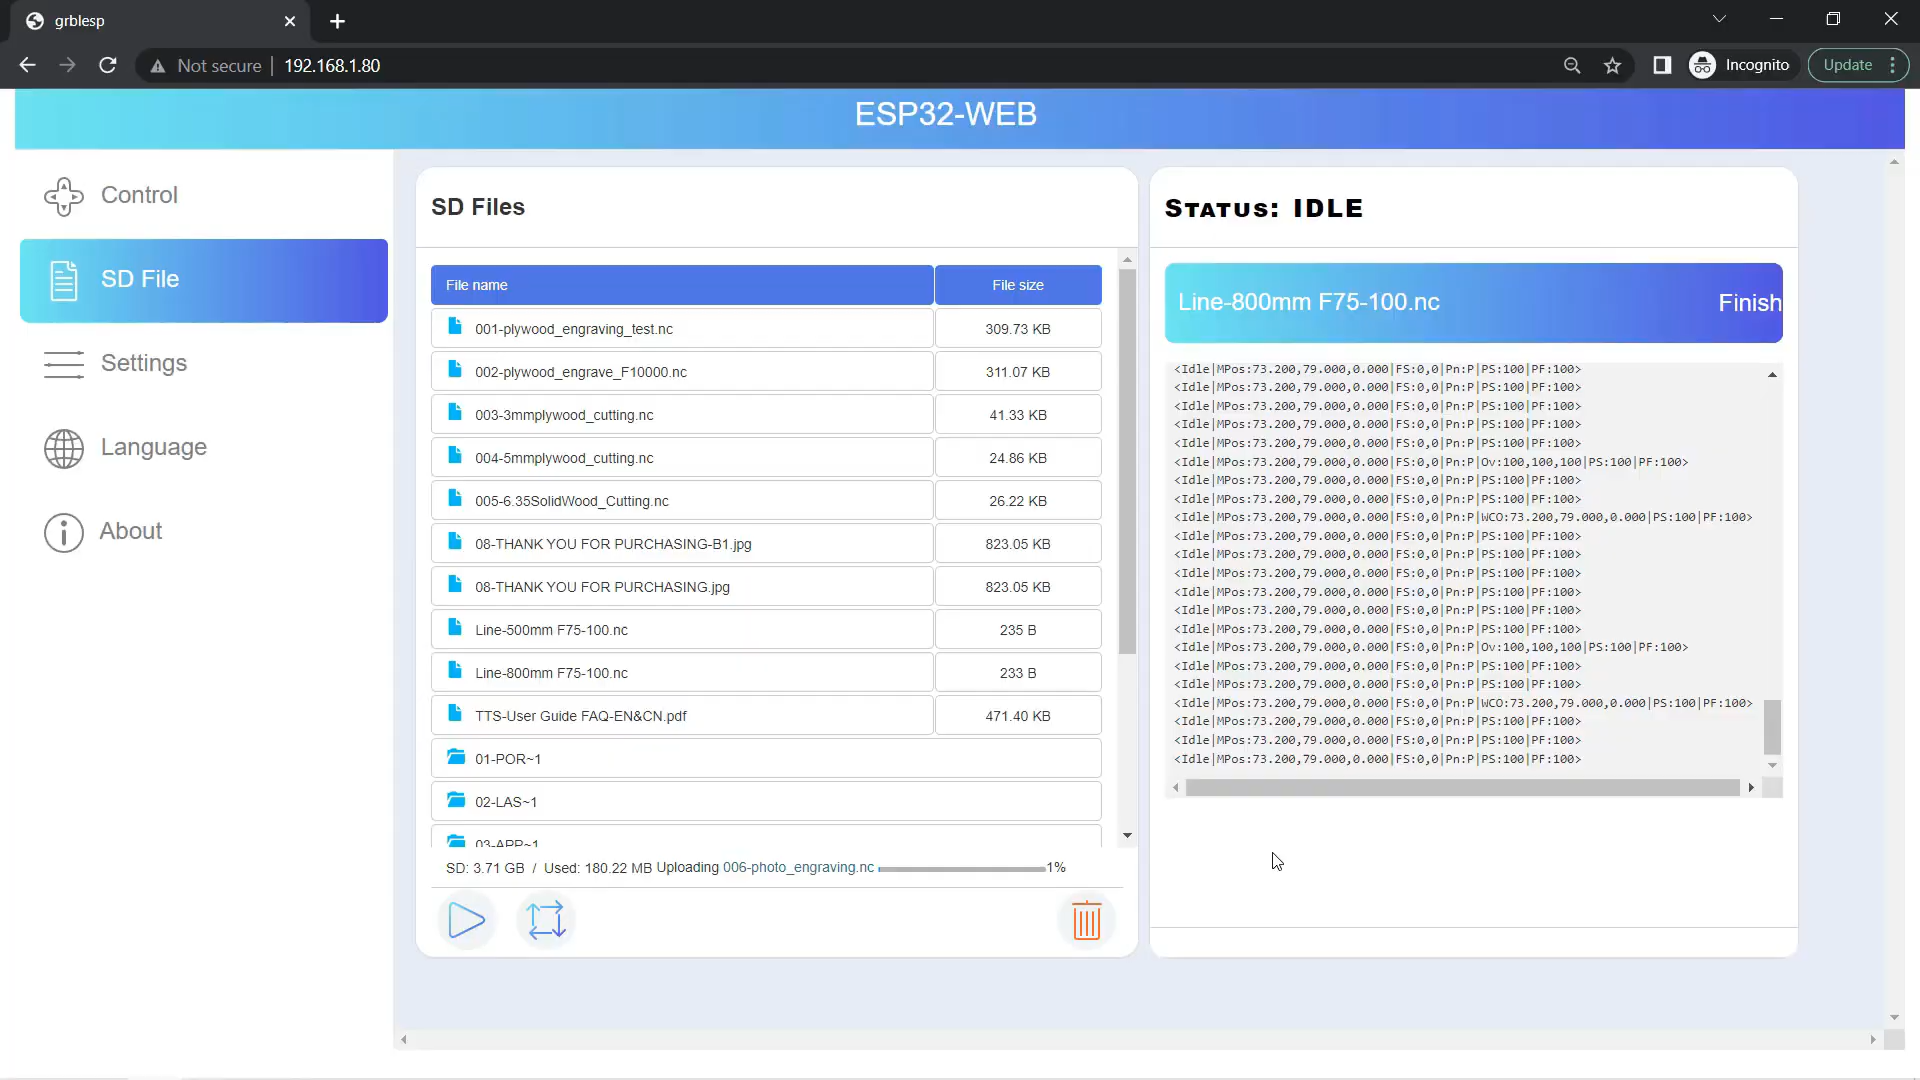 grblesp
Not secure
192.168.1.80
Incognito
Update
ESP32-WEB
Control
SD File
Settings
Language
About
SD Files
File name File size
001-plywood_engraving_test.nc 309.73 KB
002-plywood_engrave_F10000.nc 311.07 KB
003-3mmplywood_cutting.nc 41.33 KB
004-5mmplywood_cutting.nc 24.86 KB
005-6.35SolidWood_Cutting.nc 26.22 KB
08-THANK YOU FOR PURCHASING-B1.jpg 823.05 KB
08-THANK YOU FOR PURCHASING.jpg 823.05 KB
Line-500mm F75-100.nc 235 B
Line-800mm F75-100.nc 233 B
TTS-User Guide FAQ-EN&CN.pdf 471.40 KB
01-POR~1
02-LAS~1
03-APP~1
SD: 3.71 GB / Used: 180.22 MB Uploading 006-photo_engraving.nc 1%
Status: IDLE
Line-800mm F75-100.nc Finish
<Idle|MPos:73.200,79.000,0.000|FS:0,0|Pn:P|PS:100|PF:100>
<Idle|MPos:73.200,79.000,0.000|FS:0,0|Pn:P|PS:100|PF:100>
<Idle|MPos:73.200,79.000,0.000|FS:0,0|Pn:P|PS:100|PF:100>
<Idle|MPos:73.200,79.000,0.000|FS:0,0|Pn:P|PS:100|PF:100>
<Idle|MPos:73.200,79.000,0.000|FS:0,0|Pn:P|PS:100|PF:100>
<Idle|MPos:73.200,79.000,0.000|FS:0,0|Pn:P|Ov:100,100,100|PS:100|PF:100>
<Idle|MPos:73.200,79.000,0.000|FS:0,0|Pn:P|PS:100|PF:100>
<Idle|MPos:73.200,79.000,0.000|FS:0,0|Pn:P|PS:100|PF:100>
<Idle|MPos:73.200,79.000,0.000|FS:0,0|Pn:P|WCO:73.200,79.000,0.000|PS:100|PF:100>
<Idle|MPos:73.200,79.000,0.000|FS:0,0|Pn:P|PS:100|PF:100>
<Idle|MPos:73.200,79.000,0.000|FS:0,0|Pn:P|PS:100|PF:100>
<Idle|MPos:73.200,79.000,0.000|FS:0,0|Pn:P|PS:100|PF:100>
<Idle|MPos:73.200,79.000,0.000|FS:0,0|Pn:P|PS:100|PF:100>
<Idle|MPos:73.200,79.000,0.000|FS:0,0|Pn:P|PS:100|PF:100>
<Idle|MPos:73.200,79.000,0.000|FS:0,0|Pn:P|PS:100|PF:100>
<Idle|MPos:73.200,79.000,0.000|FS:0,0|Pn:P|Ov:100,100,100|PS:100|PF:100>
<Idle|MPos:73.200,79.000,0.000|FS:0,0|Pn:P|PS:100|PF:100>
<Idle|MPos:73.200,79.000,0.000|FS:0,0|Pn:P|PS:100|PF:100>
<Idle|MPos:73.200,79.000,0.000|FS:0,0|Pn:P|WCO:73.200,79.000,0.000|PS:100|PF:100>
<Idle|MPos:73.200,79.000,0.000|FS:0,0|Pn:P|PS:100|PF:100>
<Idle|MPos:73.200,79.000,0.000|FS:0,0|Pn:P|PS:100|PF:100>
<Idle|MPos:73.200,79.000,0.000|FS:0,0|Pn:P|PS:100|PF:100>